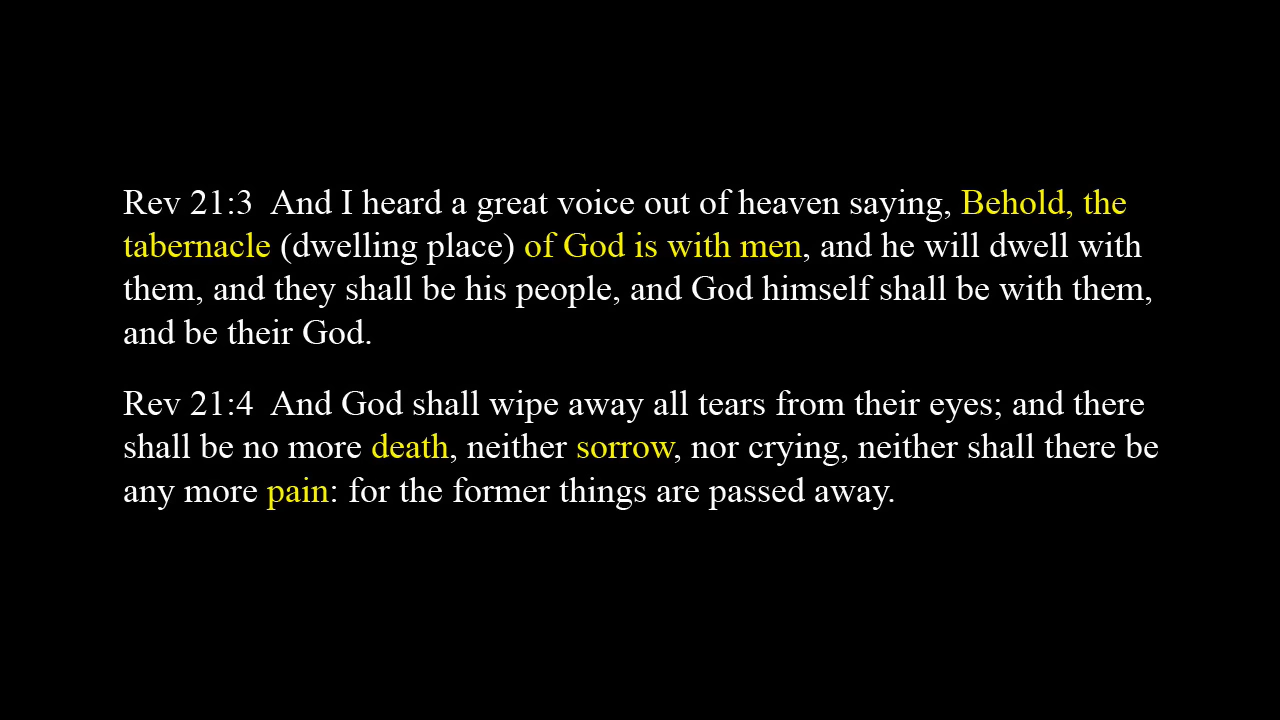 Rev 21:3  And I heard a great voice out of heaven saying, Behold, the
tabernacle (dwelling place) of God is with men, and he will dwell with
them, and they shall be his people, and God himself shall be with them,
and be their God.
Rev 21:4  And God shall wipe away all tears from their eyes; and there
shall be no more death, neither sorrow, nor crying, neither shall there be
any more pain: for the former things are passed away.